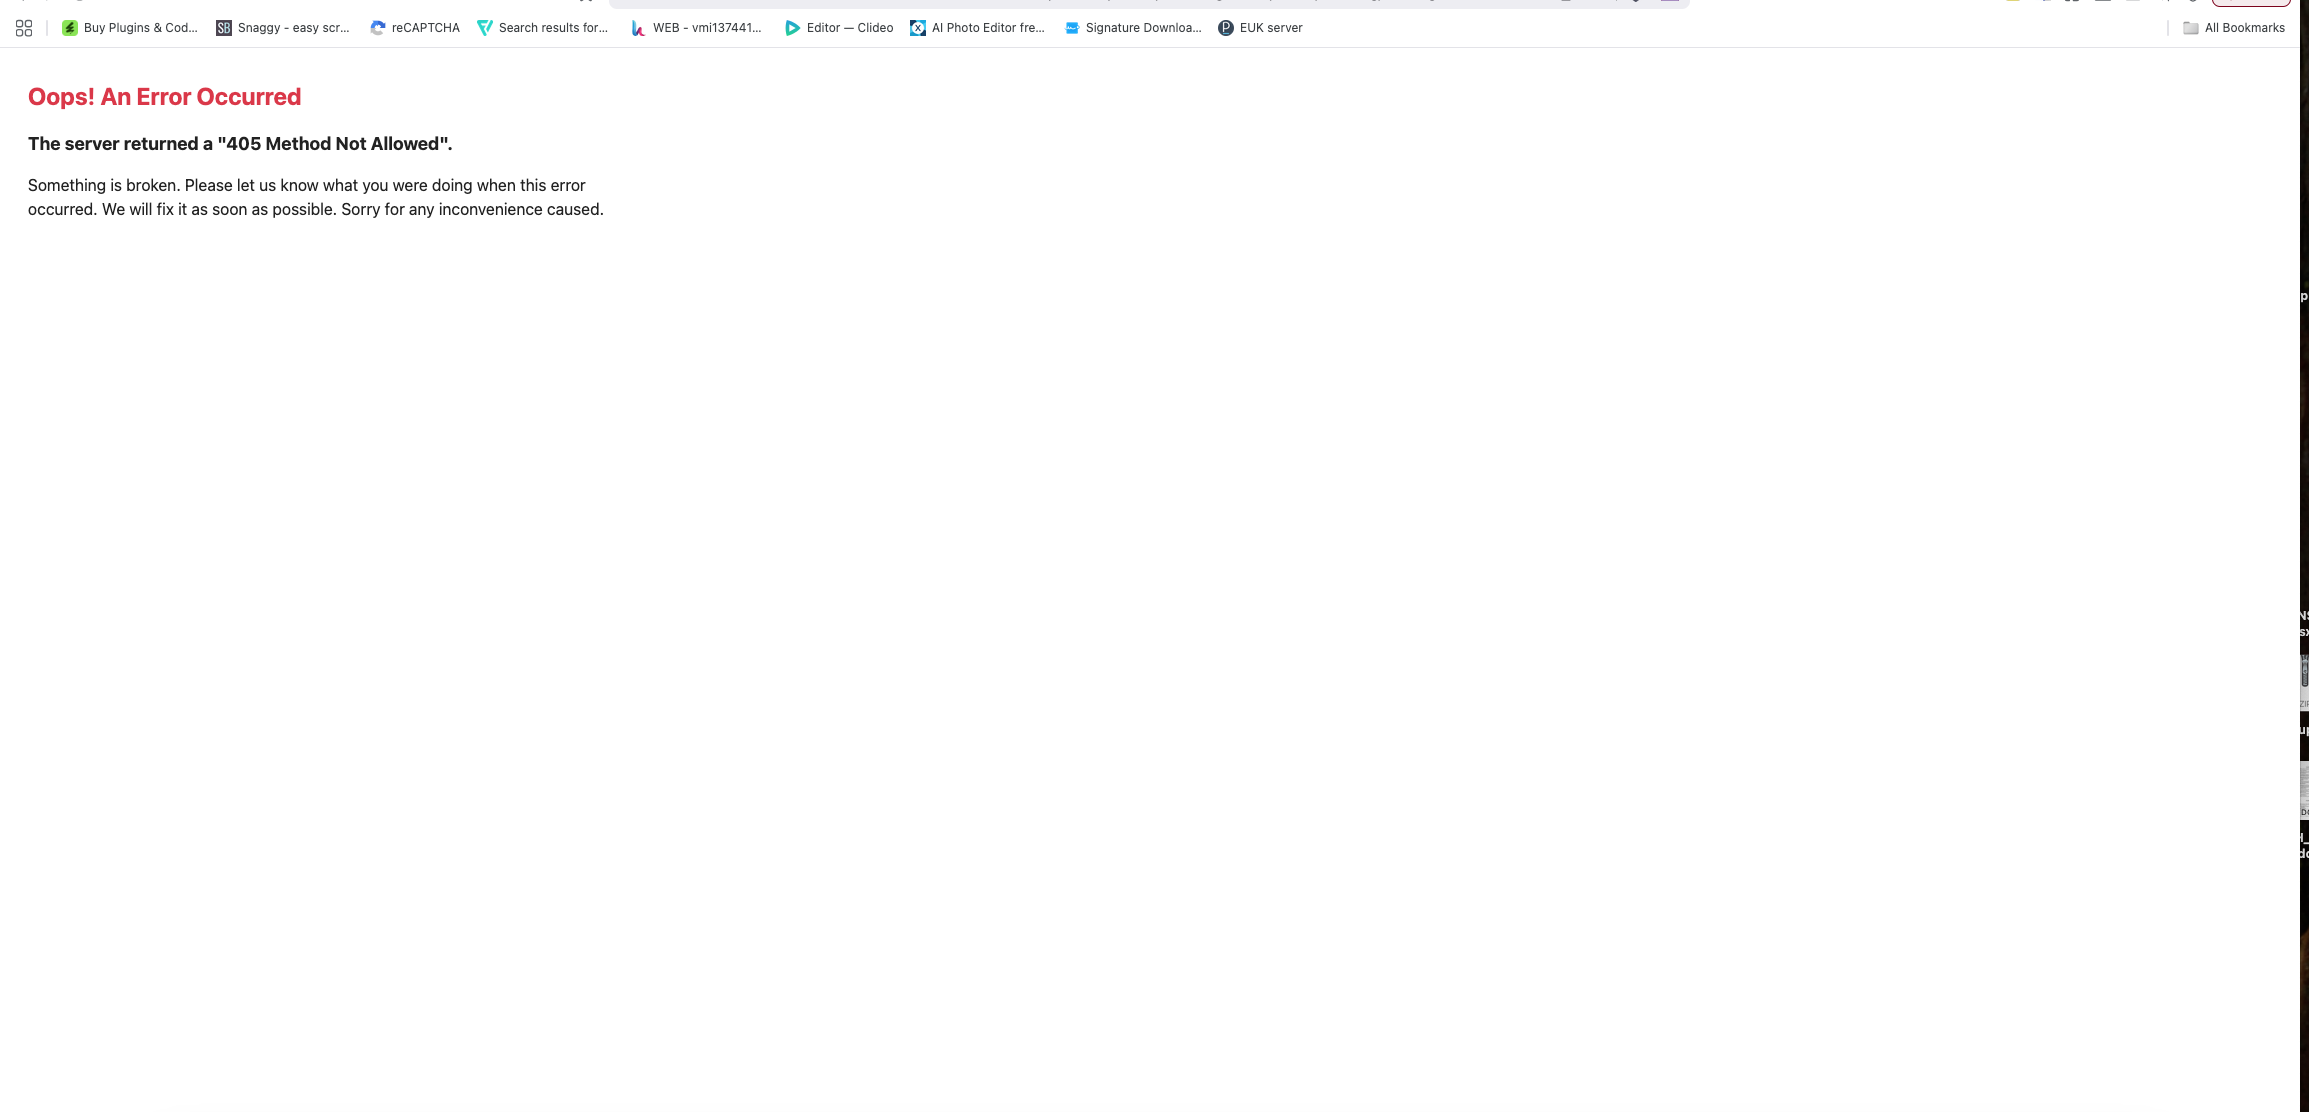 Buy Plugins & Cod...
SB Snaggy - easy scr...
reCAPTCHA
Search results for...
WEB - vmi137441...
Editor — Clideo
AI Photo Editor fre...
Signature Downloa...
EUK server
All Bookmarks
Oops! An Error Occurred
The server returned a "405 Method Not Allowed".
Something is broken. Please let us know what you were doing when this error
occurred. We will fix it as soon as possible. Sorry for any inconvenience caused.